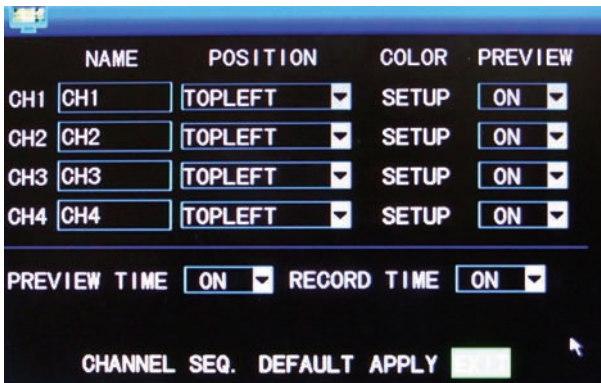 NAME POSITION COLOR PREVIEW
CH1 CH1 TOPLEFT SETUP ON
CH2 CH2 TOPLEFT SETUP ON
CH3 CH3 TOPLEFT SETUP ON
CH4 CH4 TOPLEFT SETUP ON
PREVIEW TIME ON RECORD TIME ON
CHANNEL SEQ. DEFAULT APPLY EXIT